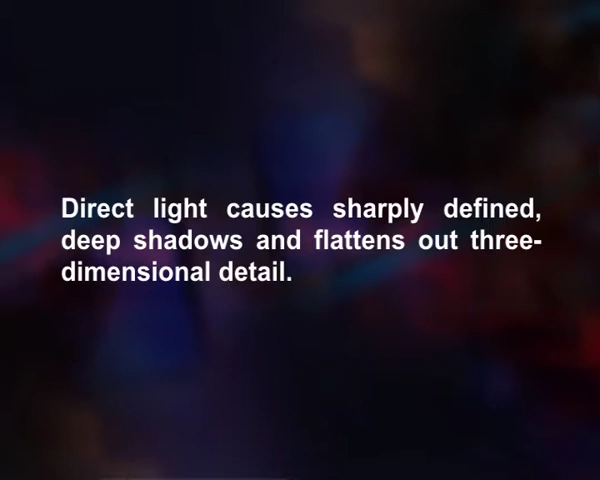 Direct light causes sharply defined,
deep shadows and flattens out three-
dimensional detail.